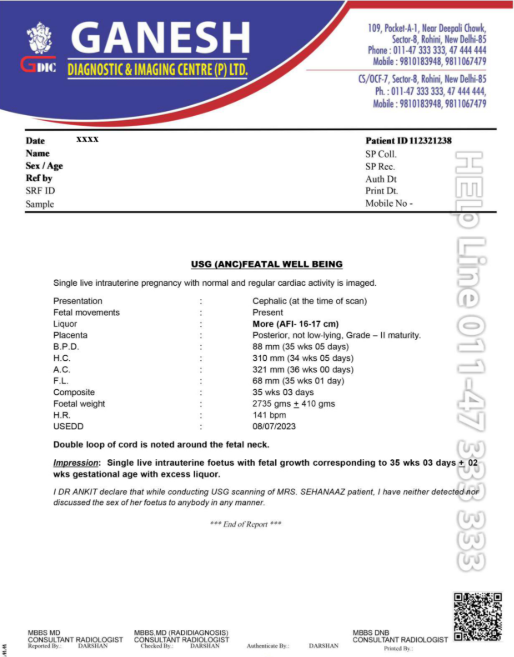 GANESH
GDIC
DIAGNOSTIC & IMAGING CENTRE (P) LTD.
109, Pocket-A-1, Near Deepali Chowk,
Sector-8, Rohini, New Delhi-85
Phone : 011-47 333 333, 47 444 444
Mobile : 9810183948, 9811067479
CS/OCF-7, Sector-8, Rohini, New Delhi-85
Ph. : 011-47 333 333, 47 444 444,
Mobile : 9810183948, 9811067479
Date XXXX Patient ID 112321238
Name SP Coll.
Sex / Age SP Rec.
Ref by Auth Dt
SRF ID Print Dt.
Sample Mobile No -
HElp Line 011-47 333 333
USG (ANC)FEATAL WELL BEING
Single live intrauterine pregnancy with normal and regular cardiac activity is imaged.
Presentation : Cephalic (at the time of scan)
Fetal movements : Present
Liquor : More (AFI- 16-17 cm)
Placenta : Posterior, not low-lying, Grade – II maturity.
B.P.D. : 88 mm (35 wks 05 days)
H.C. : 310 mm (34 wks 05 days)
A.C. : 321 mm (36 wks 00 days)
F.L. : 68 mm (35 wks 01 day)
Composite : 35 wks 03 days
Foetal weight : 2735 gms ± 410 gms
H.R. : 141 bpm
USEDD : 08/07/2023
Double loop of cord is noted around the fetal neck.
Impression: Single live intrauterine foetus with fetal growth corresponding to 35 wks 03 days ± 02
wks gestational age with excess liquor.
I DR ANKIT declare that while conducting USG scanning of MRS. SEHANAAZ patient, I have neither detected nor
discussed the sex of her foetus to anybody in any manner.
*** End of Report ***
MBBS MD MBBS,MD (RADIDIAGNOSIS) MBBS DNB
CONSULTANT RADIOLOGIST CONSULTANT RADIOLOGIST CONSULTANT RADIOLOGIST
Reported By.: DARSHAN Checked By.: DARSHAN Authenticate By.: DARSHAN Printed By.: